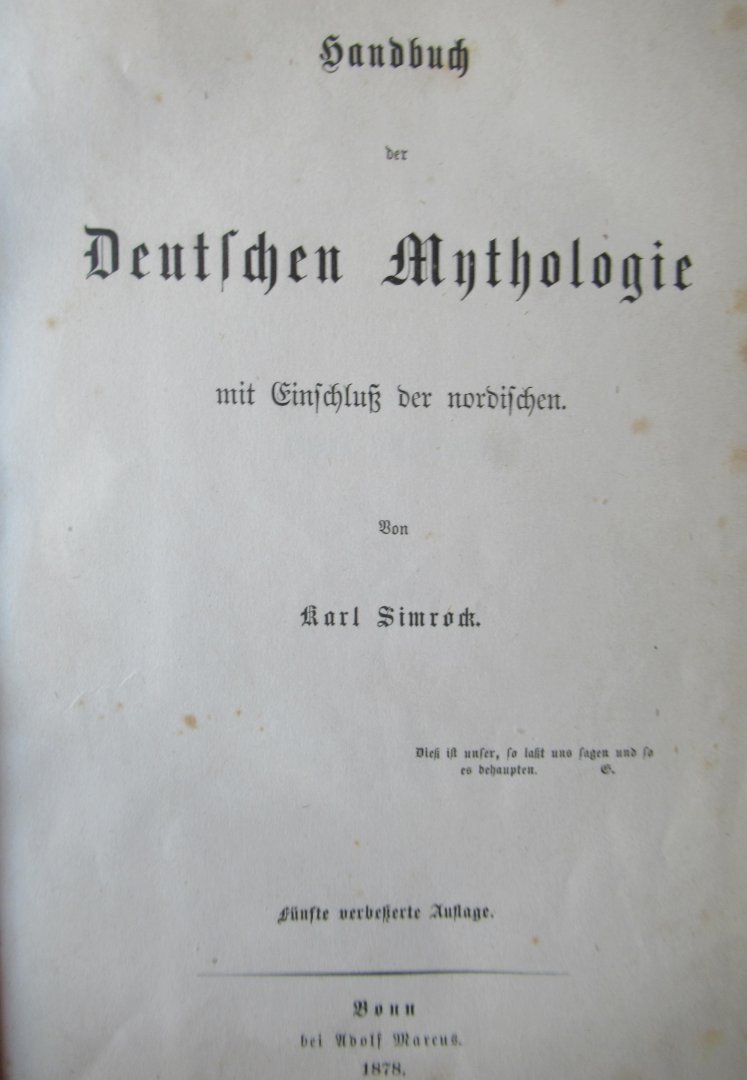 Handbuch
der
Deutſchen Mythologie
mit Einſchluß der nordiſchen.
Von
Karl Simrock.
Dieß iſt unſer, ſo laßt uns ſagen und ſo
es behaupten. G.
Fünfte verbeßerte Auflage.
Bonn
bei Adolf Marcus.
1878.